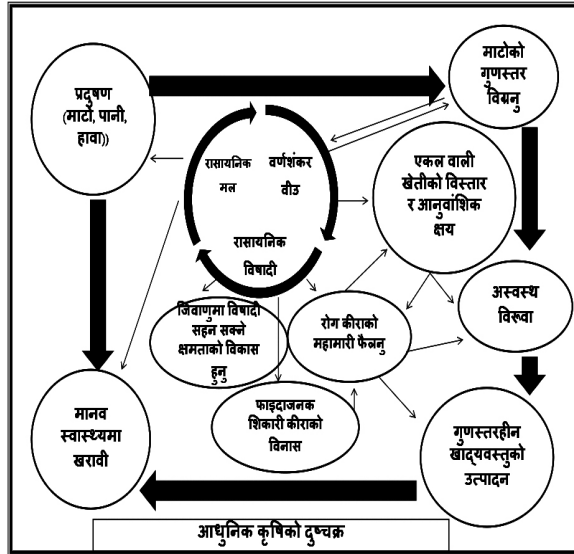 प्रदुषण
(माटो, पानी,
हावा))
माटोको
गुणस्तर
विग्रनु
रासायनिक
मल
वर्णशंकर
वीउ
रासायनिक
विषादी
एकल वाली
खेतीको विस्तार
र आनुवांशिक
क्षय
अस्वस्थ
विरूवा
जिवाणुमा विषादी
सहन सक्ने
क्षमताको विकास
हुनु
रोग कीराको
महामारी फैलनु
फाइदाजनक
शिकारी कीराको
विनास
मानव
स्वास्थ्यमा
खरावी
गुणस्तरहीन
खाद्यवस्तुको
उत्पादन
आधुनिक कृषिको दुष्चक्र